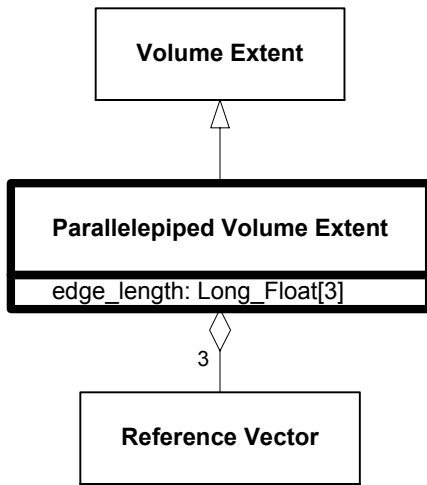 Volume Extent
Parallelepiped Volume Extent
edge_length: Long_Float[3]
3
Reference Vector